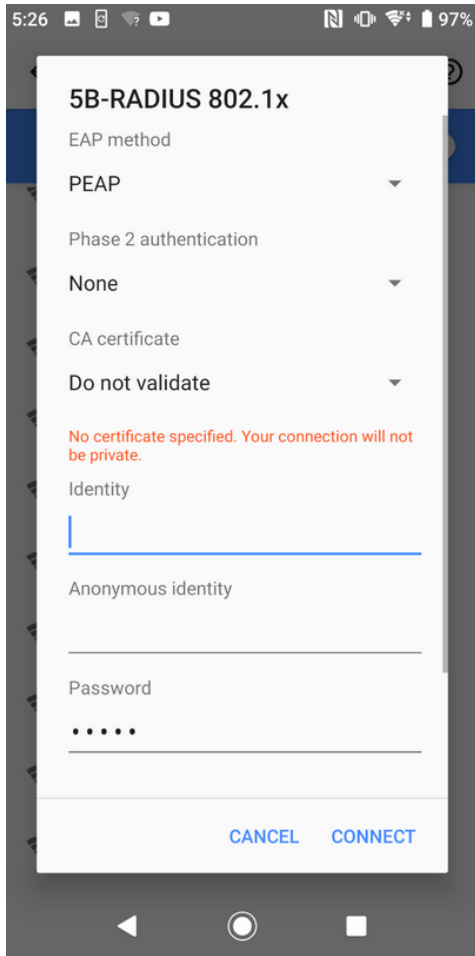 5:26
97%
5B-RADIUS 802.1x
EAP method
PEAP
Phase 2 authentication
None
CA certificate
Do not validate
No certificate specified. Your connection will not
be private.
Identity
Anonymous identity
Password
•••••
CANCEL CONNECT